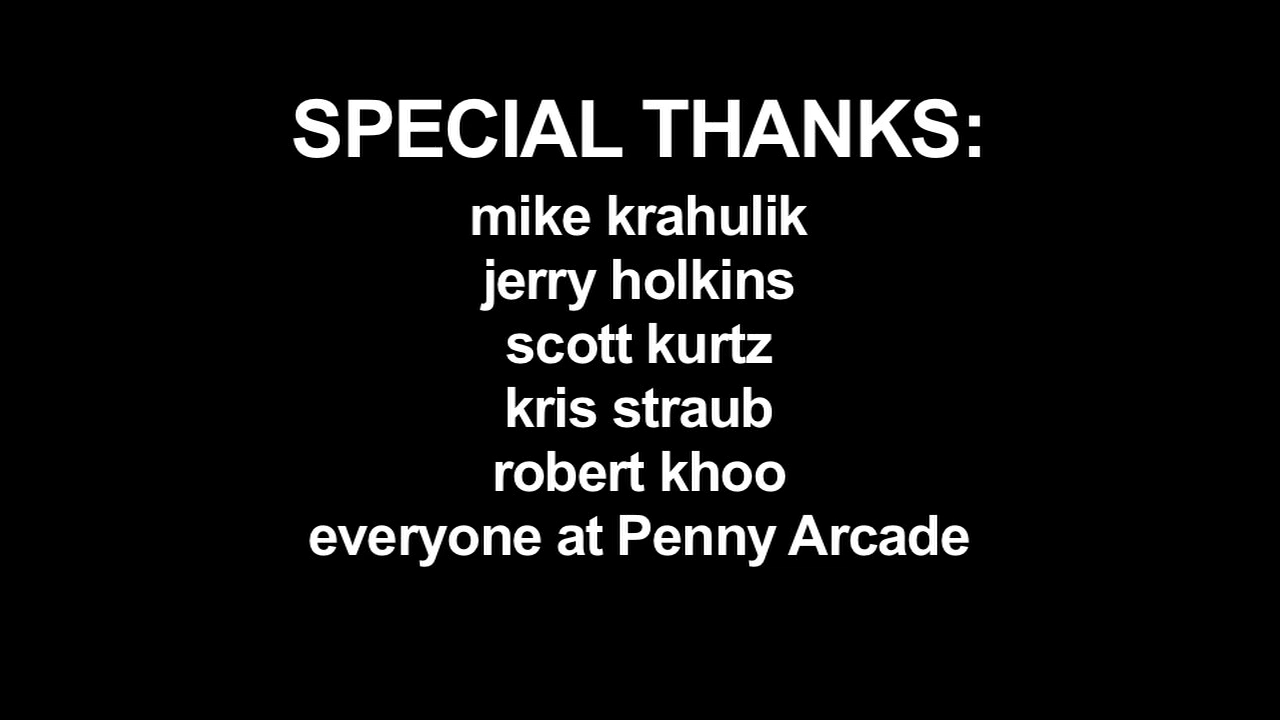 SPECIAL THANKS:
mike krahulik
jerry holkins
scott kurtz
kris straub
robert khoo
everyone at Penny Arcade